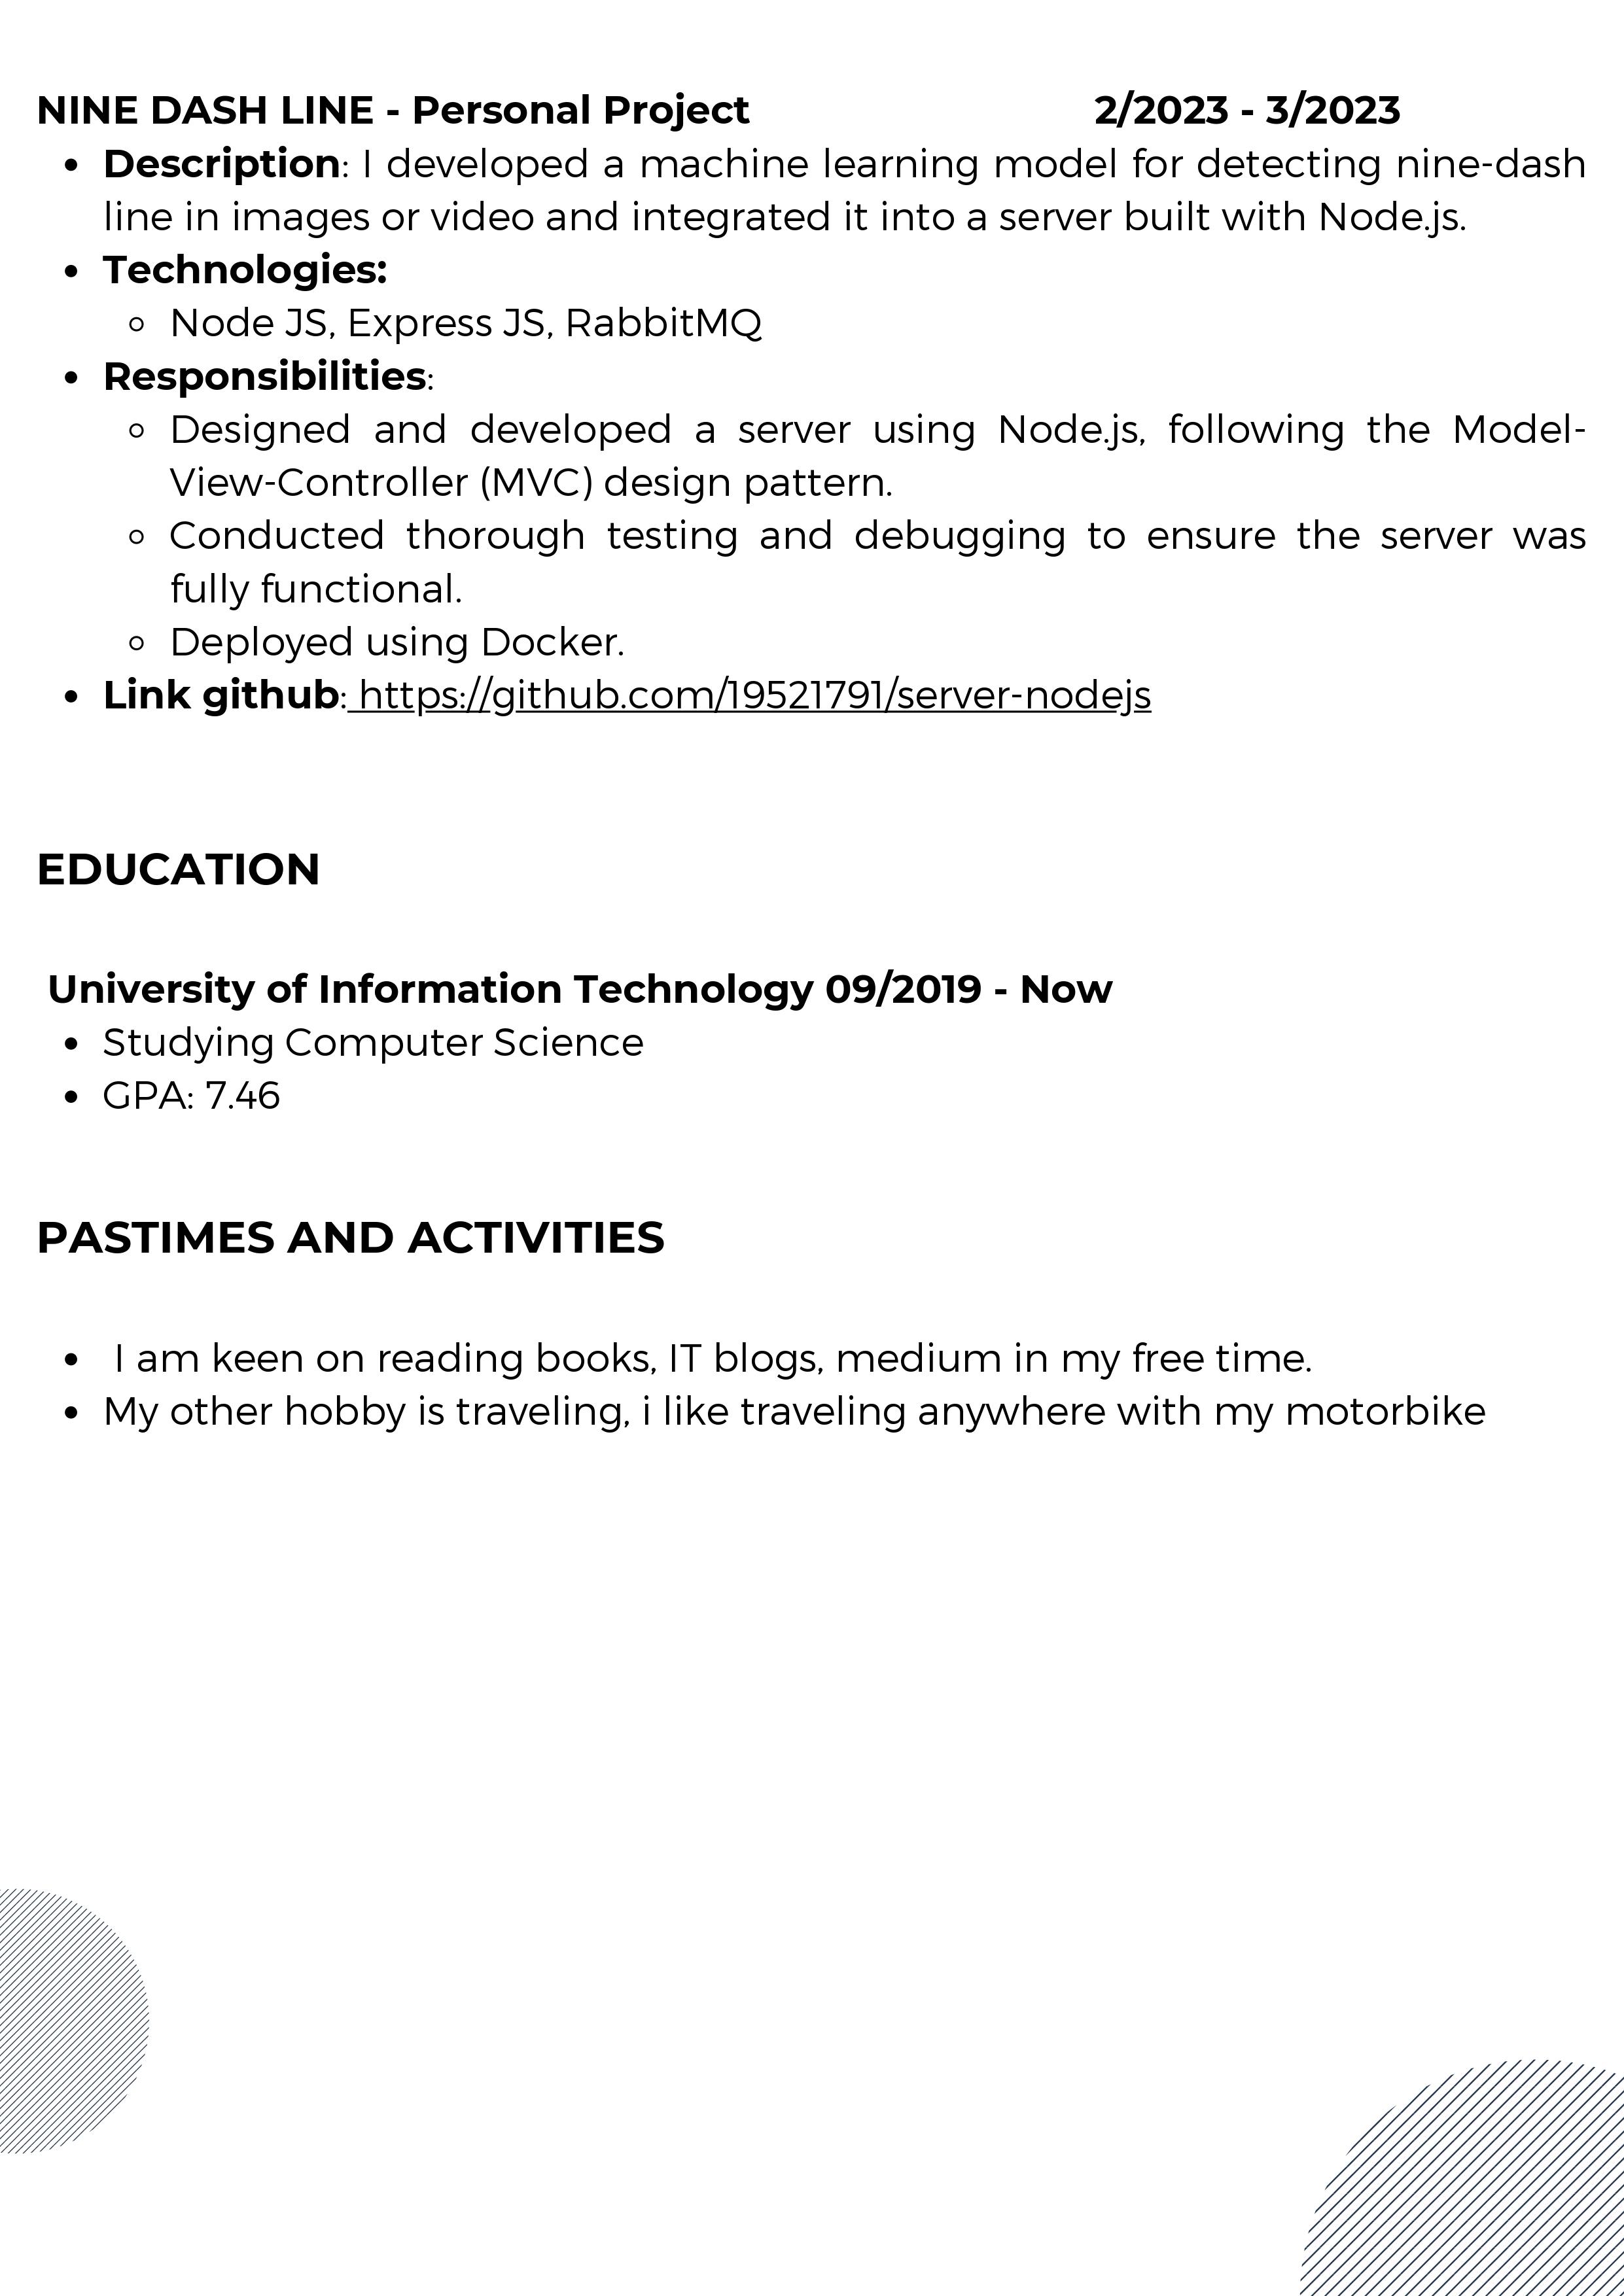 NINE DASH LINE - Personal Project 2/2023 - 3/2023
• Description: I developed a machine learning model for detecting nine-dash
line in images or video and integrated it into a server built with Node.js.
• Technologies:
◦ Node JS, Express JS, RabbitMQ
• Responsibilities:
◦ Designed and developed a server using Node.js, following the Model-
View-Controller (MVC) design pattern.
◦ Conducted thorough testing and debugging to ensure the server was
fully functional.
◦ Deployed using Docker.
• Link github: https://github.com/19521791/server-nodejs
EDUCATION
University of Information Technology 09/2019 - Now
• Studying Computer Science
• GPA: 7.46
PASTIMES AND ACTIVITIES
• I am keen on reading books, IT blogs, medium in my free time.
• My other hobby is traveling, i like traveling anywhere with my motorbike